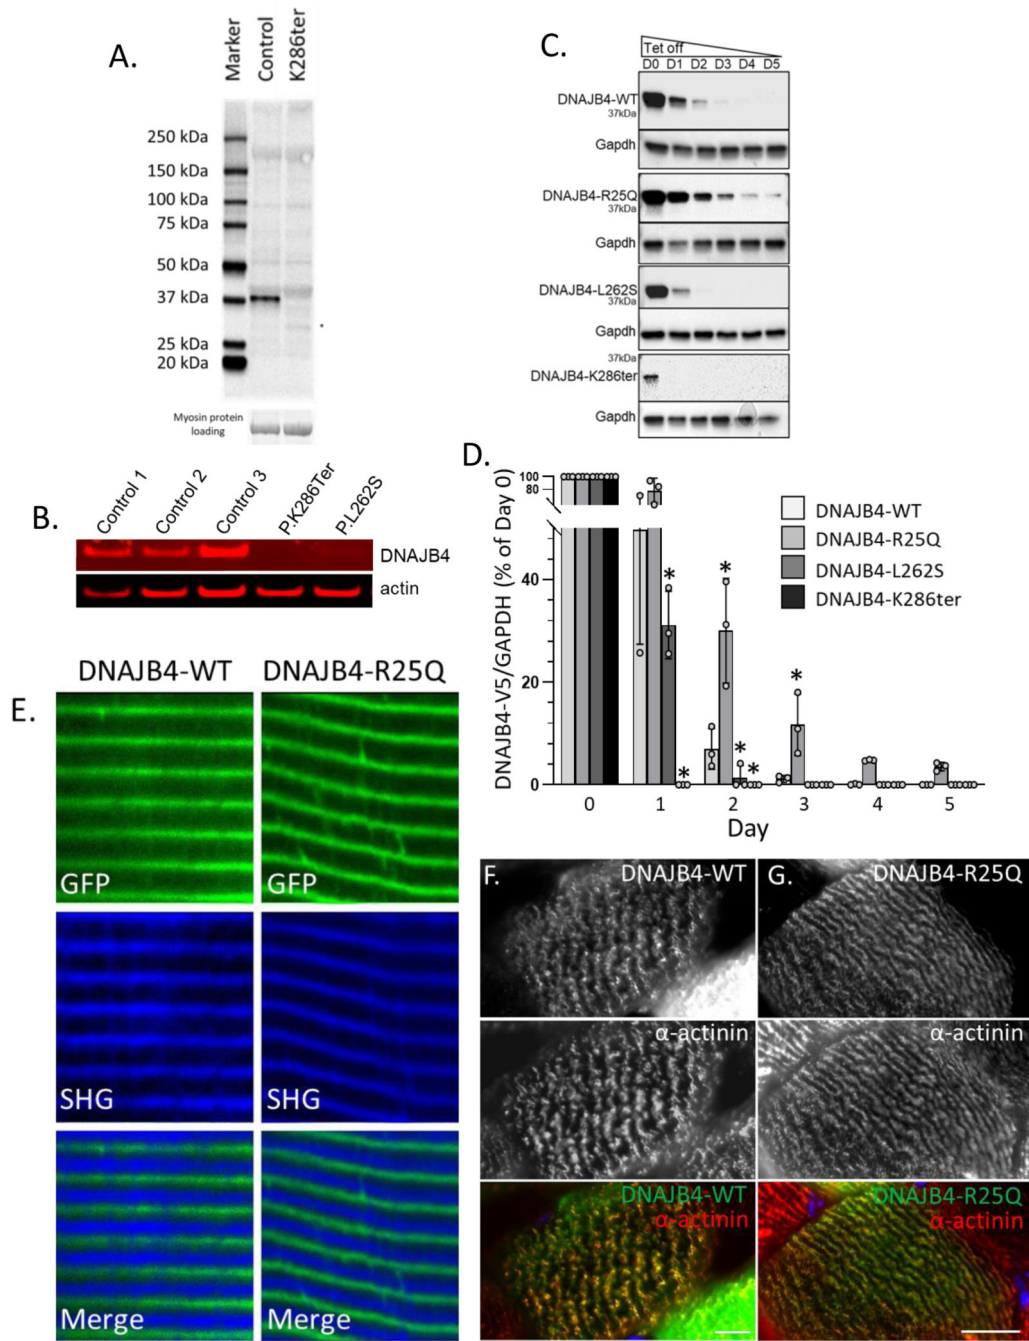 A.
Marker
Control
K286ter
250 kDa
150 kDa
100 kDa
75 kDa
50 kDa
37 kDa
25 kDa
20 kDa
*
Myosin protein
loading
B.
Control 1
Control 2
Control 3
P.K286Ter
P.L262S
DNAJB4
actin
C.
Tet off
D0 D1 D2 D3 D4 D5
DNAJB4-WT
37kDa
Gapdh
DNAJB4-R25Q
37kDa
Gapdh
DNAJB4-L262S
37kDa
Gapdh
37kDa
DNAJB4-K286ter
Gapdh
D.
DNAJB4-V5/GAPDH (% of Day 0)
100
80
40
20
0
* * * * * *
0 1 2 3 4 5
Day
DNAJB4-WT
DNAJB4-R25Q
DNAJB4-L262S
DNAJB4-K286ter
E.
DNAJB4-WT DNAJB4-R25Q
GFP GFP
SHG SHG
Merge Merge
F. DNAJB4-WT
α-actinin
DNAJB4-WT
α-actinin
G. DNAJB4-R25Q
α-actinin
DNAJB4-R25Q
α-actinin